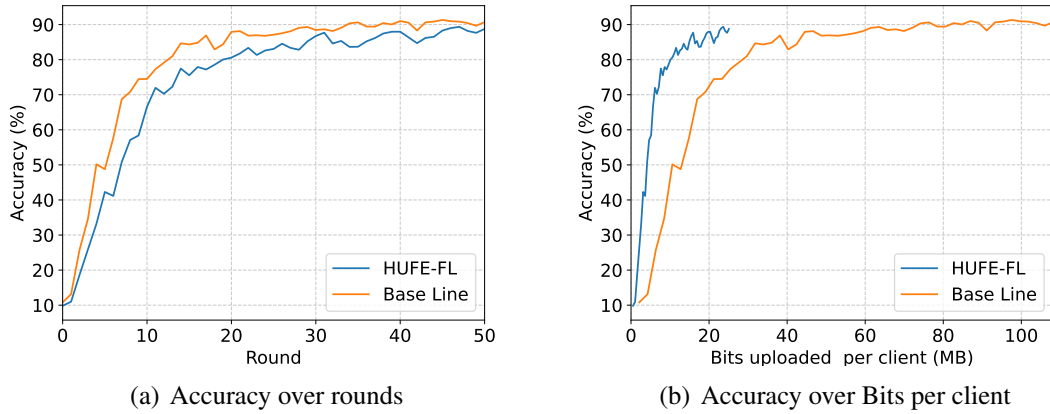 90
80
70
60
50
40
30
20
10
Accuracy (%)
0 10 20 30 40 50
Round
HUFE-FL
Base Line
(a) Accuracy over rounds
90
80
70
60
50
40
30
20
10
Accuracy (%)
0 20 40 60 80 100
Bits uploaded per client (MB)
HUFE-FL
Base Line
(b) Accuracy over Bits per client